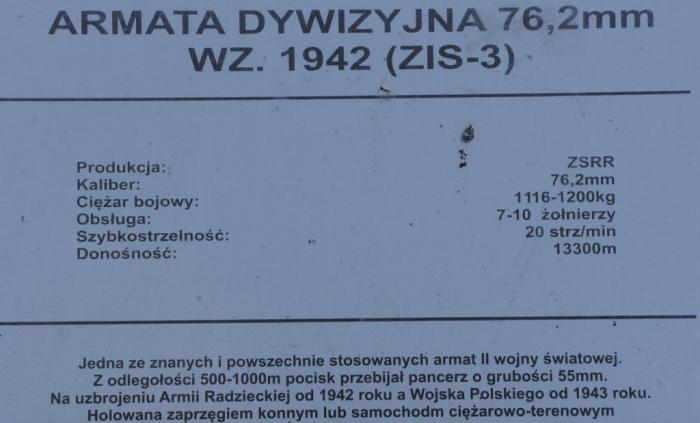 ARMATA DYWIZYJNA 76,2mm
WZ. 1942 (ZIS-3)
Produkcja: ZSRR
Kaliber: 76,2mm
Ciężar bojowy: 1116-1200kg
Obsługa: 7-10 żołnierzy
Szybkostrzelność: 20 strz/min
Donośność: 13300m
Jedna ze znanych i powszechnie stosowanych armat II wojny światowej.
Z odlegołości 500-1000m pocisk przebijał pancerz o grubości 55mm.
Na uzbrojeniu Armii Radzieckiej od 1942 roku a Wojska Polskiego od 1943 roku.
Holowana zaprzęgiem konnym lub samochodm ciężarowo-terenowym